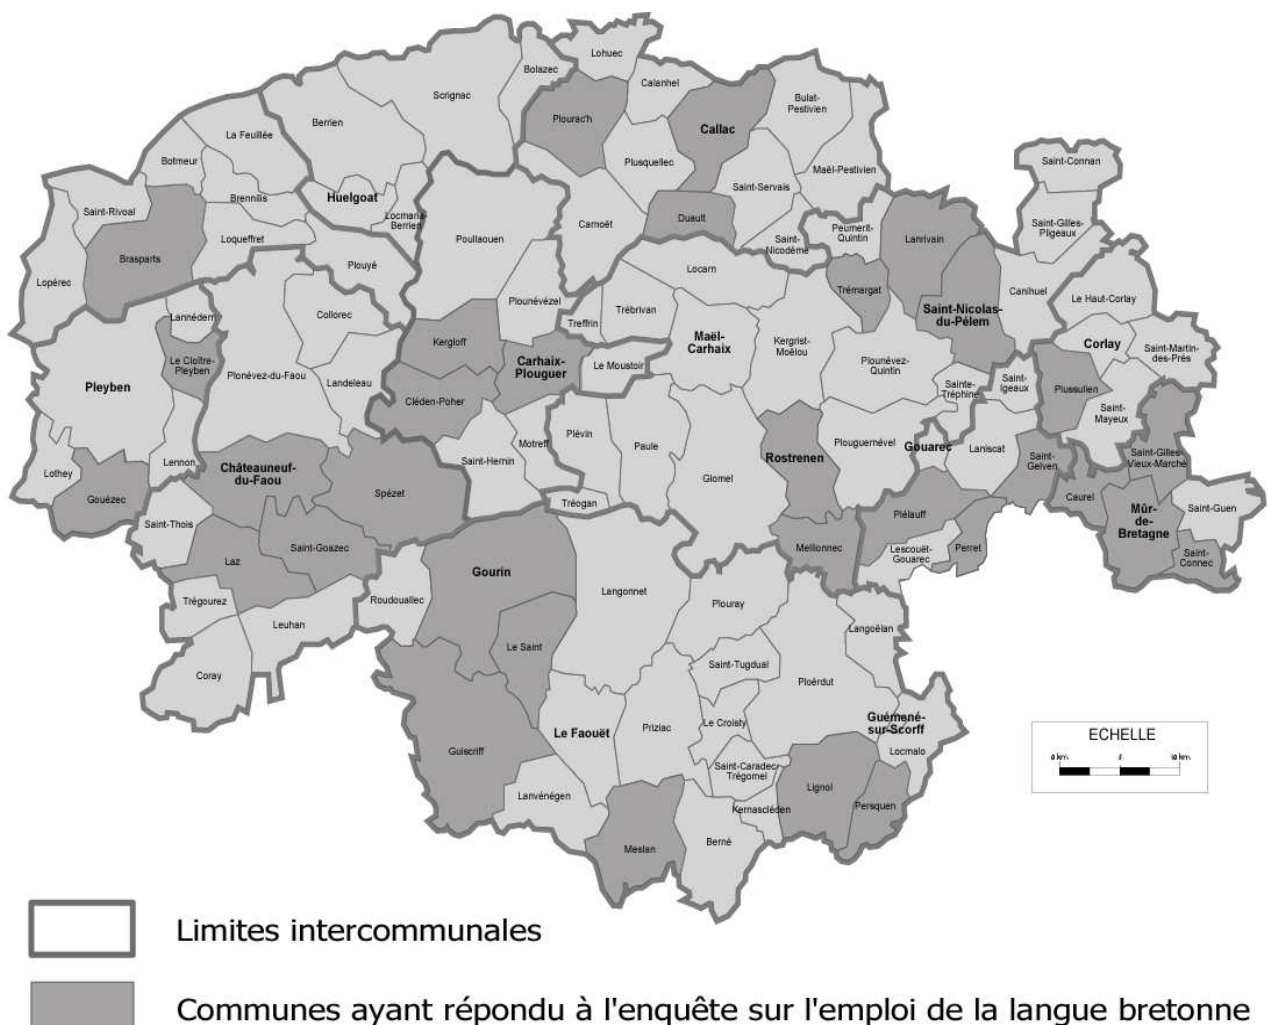 Lohuec
Bolazec
Calanhel
Scrignac
Bulat-
Pestivien
Plourac'h
Berrien
Callac
La Feuillée
Botmeur
Plusquellec
Saint-Connan
Maël-Pestivien
Saint-Servais
Huelgoat
Brennilis
Saint-Rivoal
Locmaria-
Berrien
Duault
Carnoët
Saint-Gilles-
Pligeaux
Peumerit-
Quintin
Lanrivain
Loqueffret
Poullaouen
Saint-
Nicodème
Brasparts
Plouyé
Locarn
Lopérec
Trémargat
Canihuel
Le Haut-Corlay
Plounévézel
Lannédern
Collorec
Treffrin
Trébrivan
Saint-Nicolas-
du-Pélem
Maël-
Carhaix
Kergloff
Kergrist-
Moëlou
Corlay
Saint-Martin-
des-Prés
Le Cloître-
Pleyben
Carhaix-
Plouguer
Le Moustoir
Plounévez-
Quintin
Plonévez-du-Faou
Landeleau
Pleyben
Sainte-
Tréphine
Saint-
Igeaux
Plussulien
Cléden-Poher
Saint-
Mayeux
Plévin
Motreff
Paule
Plouguernével
Gouarec
Laniscat
Saint-Hernin
Rostrenen
Saint-
Gelven
Saint-Gilles
Vieux-Marché
Lothey
Lennon
Châteauneuf-
du-Faou
Glomel
Spézet
Gouézec
Tréogan
Caurel
Mûr-
de-
Bretagne
Saint-Guen
Plélauff
Saint-Thois
Saint-Goazec
Mellionnec
Lescouët-
Gouarec
Perret
Saint-
Connec
Laz
Gourin
Langonnet
Roudouallec
Trégourez
Plouray
Leuhan
Langoëlan
Le Saint
Saint-Tugdual
Coray
Ploërdut
Guémené-
sur-Scorff
Le Croisty
Priziac
Le Faouët
Locmalo
Guiscriff
Saint-Caradec-
Trégomel
Lignol
Lanvénégen
Kernascléden
Persquen
Meslan
Berné
ECHELLE
0 km
5
10 km
Limites intercommunales
Communes ayant répondu à l'enquête sur l'emploi de la langue bretonne